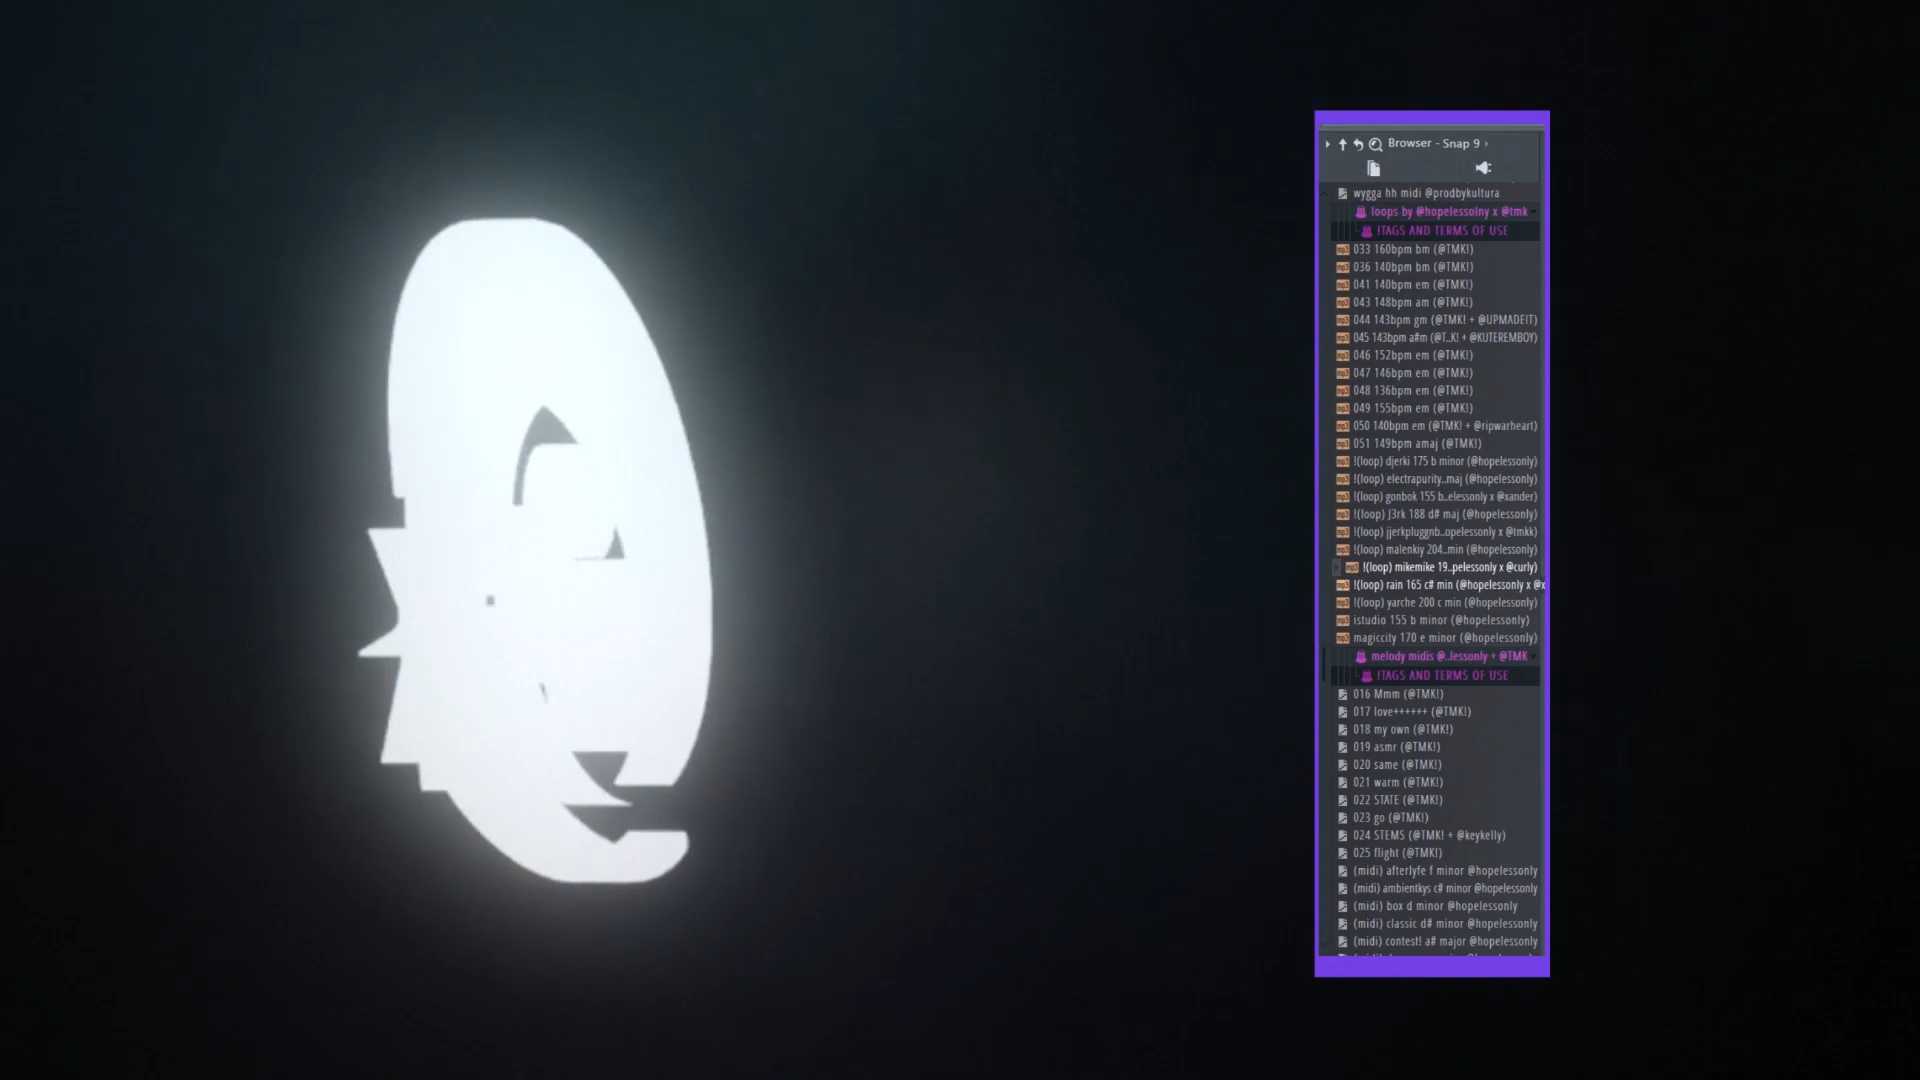 Browser - Snap 9
wygga hh midi @prodbykultura
loops by @hopelessolny x @tmk
!TAGS AND TERMS OF USE
033 160bpm bm (@TMK!)
036 140bpm bm (@TMK!)
041 140bpm em (@TMK!)
043 148bpm am (@TMK!)
044 143bpm gm (@TMK! + @UPMADEIT)
045 143bpm a#m (@T..K! + @KUTEREMBOY)
046 152bpm em (@TMK!)
047 146bpm em (@TMK!)
048 136bpm em (@TMK!)
049 155bpm em (@TMK!)
050 140bpm em (@TMK! + @ripwarheart)
051 149bpm amaj (@TMK!)
!(loop) djerki 175 b minor (@hopelessonly)
!(loop) electrapurity..maj (@hopelessonly)
!(loop) gonbok 155 b..elessonly x @xander)
!(loop) J3rk 188 d# maj (@hopelessonly)
!(loop) jjerkpluggnb..opelessonly x @tmkk)
!(loop) malenkiy 204..min (@hopelessonly)
!(loop) mikemike 19..pelessonly x @curly)
!(loop) rain 165 c# min (@hopelessonly x @x
!(loop) yarche 200 c min (@hopelessonly)
istudio 155 b minor (@hopelessonly)
magiccity 170 e minor (@hopelessonly)
melody midis @..lessonly + @TMK
!TAGS AND TERMS OF USE
016 Mmm (@TMK!)
017 love++++++ (@TMK!)
018 my own (@TMK!)
019 asmr (@TMK!)
020 same (@TMK!)
021 warm (@TMK!)
022 STATE (@TMK!)
023 go (@TMK!)
024 STEMS (@TMK! + @keykelly)
025 flight (@TMK!)
(midi) afterlyfe f minor @hopelessonly
(midi) ambientkys c# minor @hopelessonly
(midi) box d minor @hopelessonly
(midi) classic d# minor @hopelessonly
(midi) contest! a# major @hopelessonly